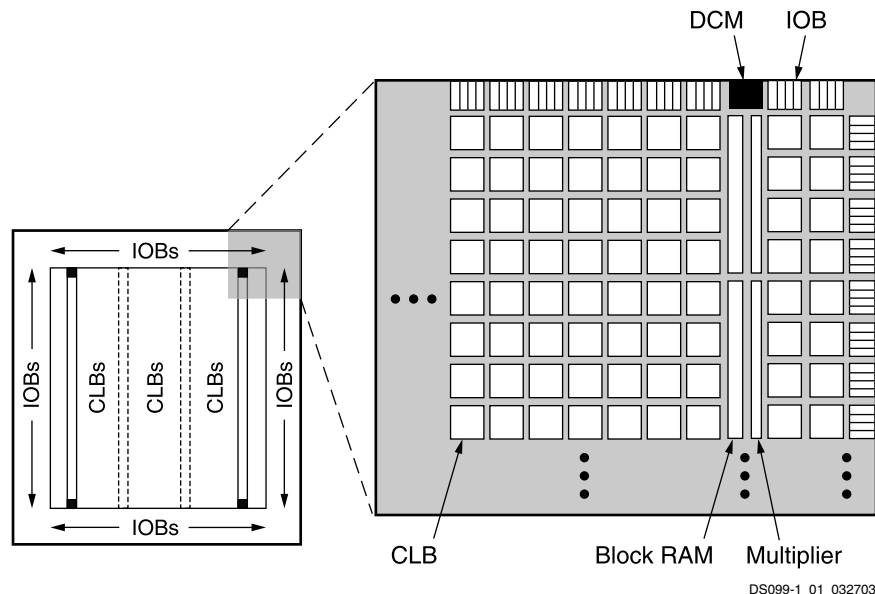 DCM
IOB
IOBs
IOBs
CLBs
CLBs
CLBs
IOBs
IOBs
CLB
Block RAM
Multiplier
DS099-1_01_032703